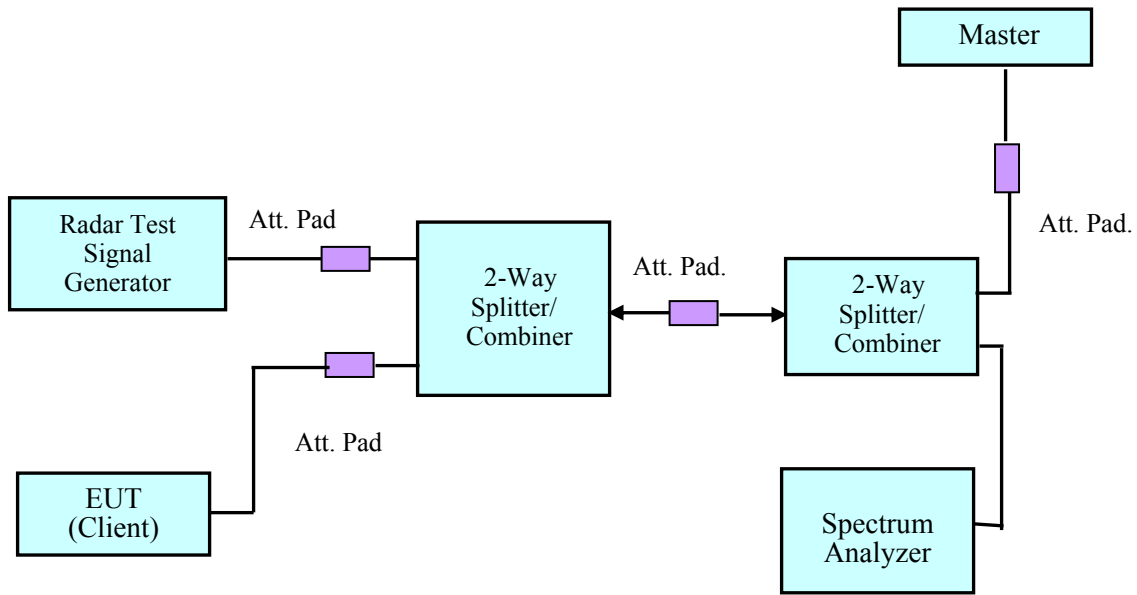 Master
Radar Test
Signal
Generator
Att. Pad
2-Way
Splitter/
Combiner
Att. Pad.
2-Way
Splitter/
Combiner
Att. Pad.
Att. Pad
EUT
(Client)
Spectrum
Analyzer